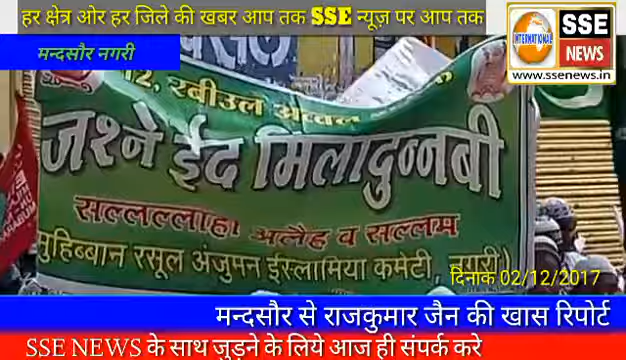 हर क्षेत्र ओर हर जिले की खबर आप तक SSE न्यूज़ पर आप तक
SSE
INTERNATIONAL
NEWS
www.ssenews.in
मन्दसौर नगरी
12, रबीउल अव्वल
जश्ने ईद मिलादुन्नबी
सल्लल्लाहो अलैह व सल्लम
मुहिब्बान रसूल अंजुमन ईस्लामिया कमेटी, नगरी)
दिनाक 02/12/2017
मन्दसौर से राजकुमार जैन की खास रिपोर्ट
SSE NEWS के साथ जुड़ने के लिये आज ही संपर्क करे